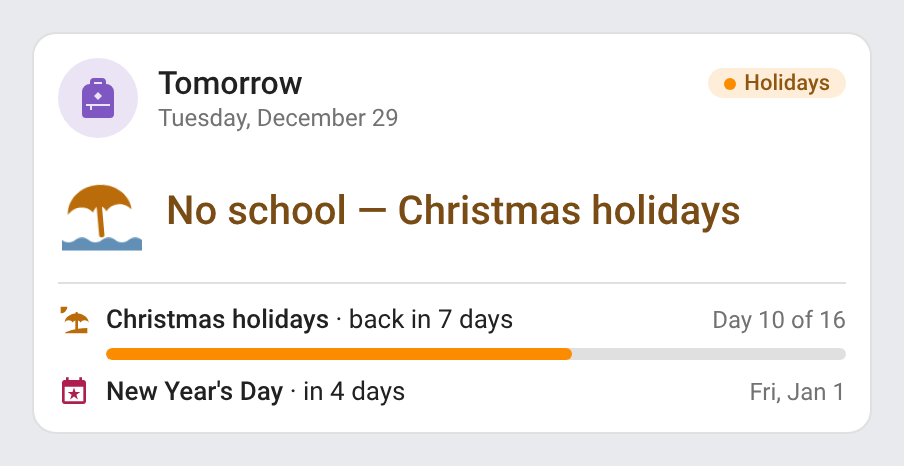 Tomorrow
Holidays
Tuesday, December 29
No school — Christmas holidays
Christmas holidays · back in 7 days
Day 10 of 16
New Year's Day · in 4 days
Fri, Jan 1